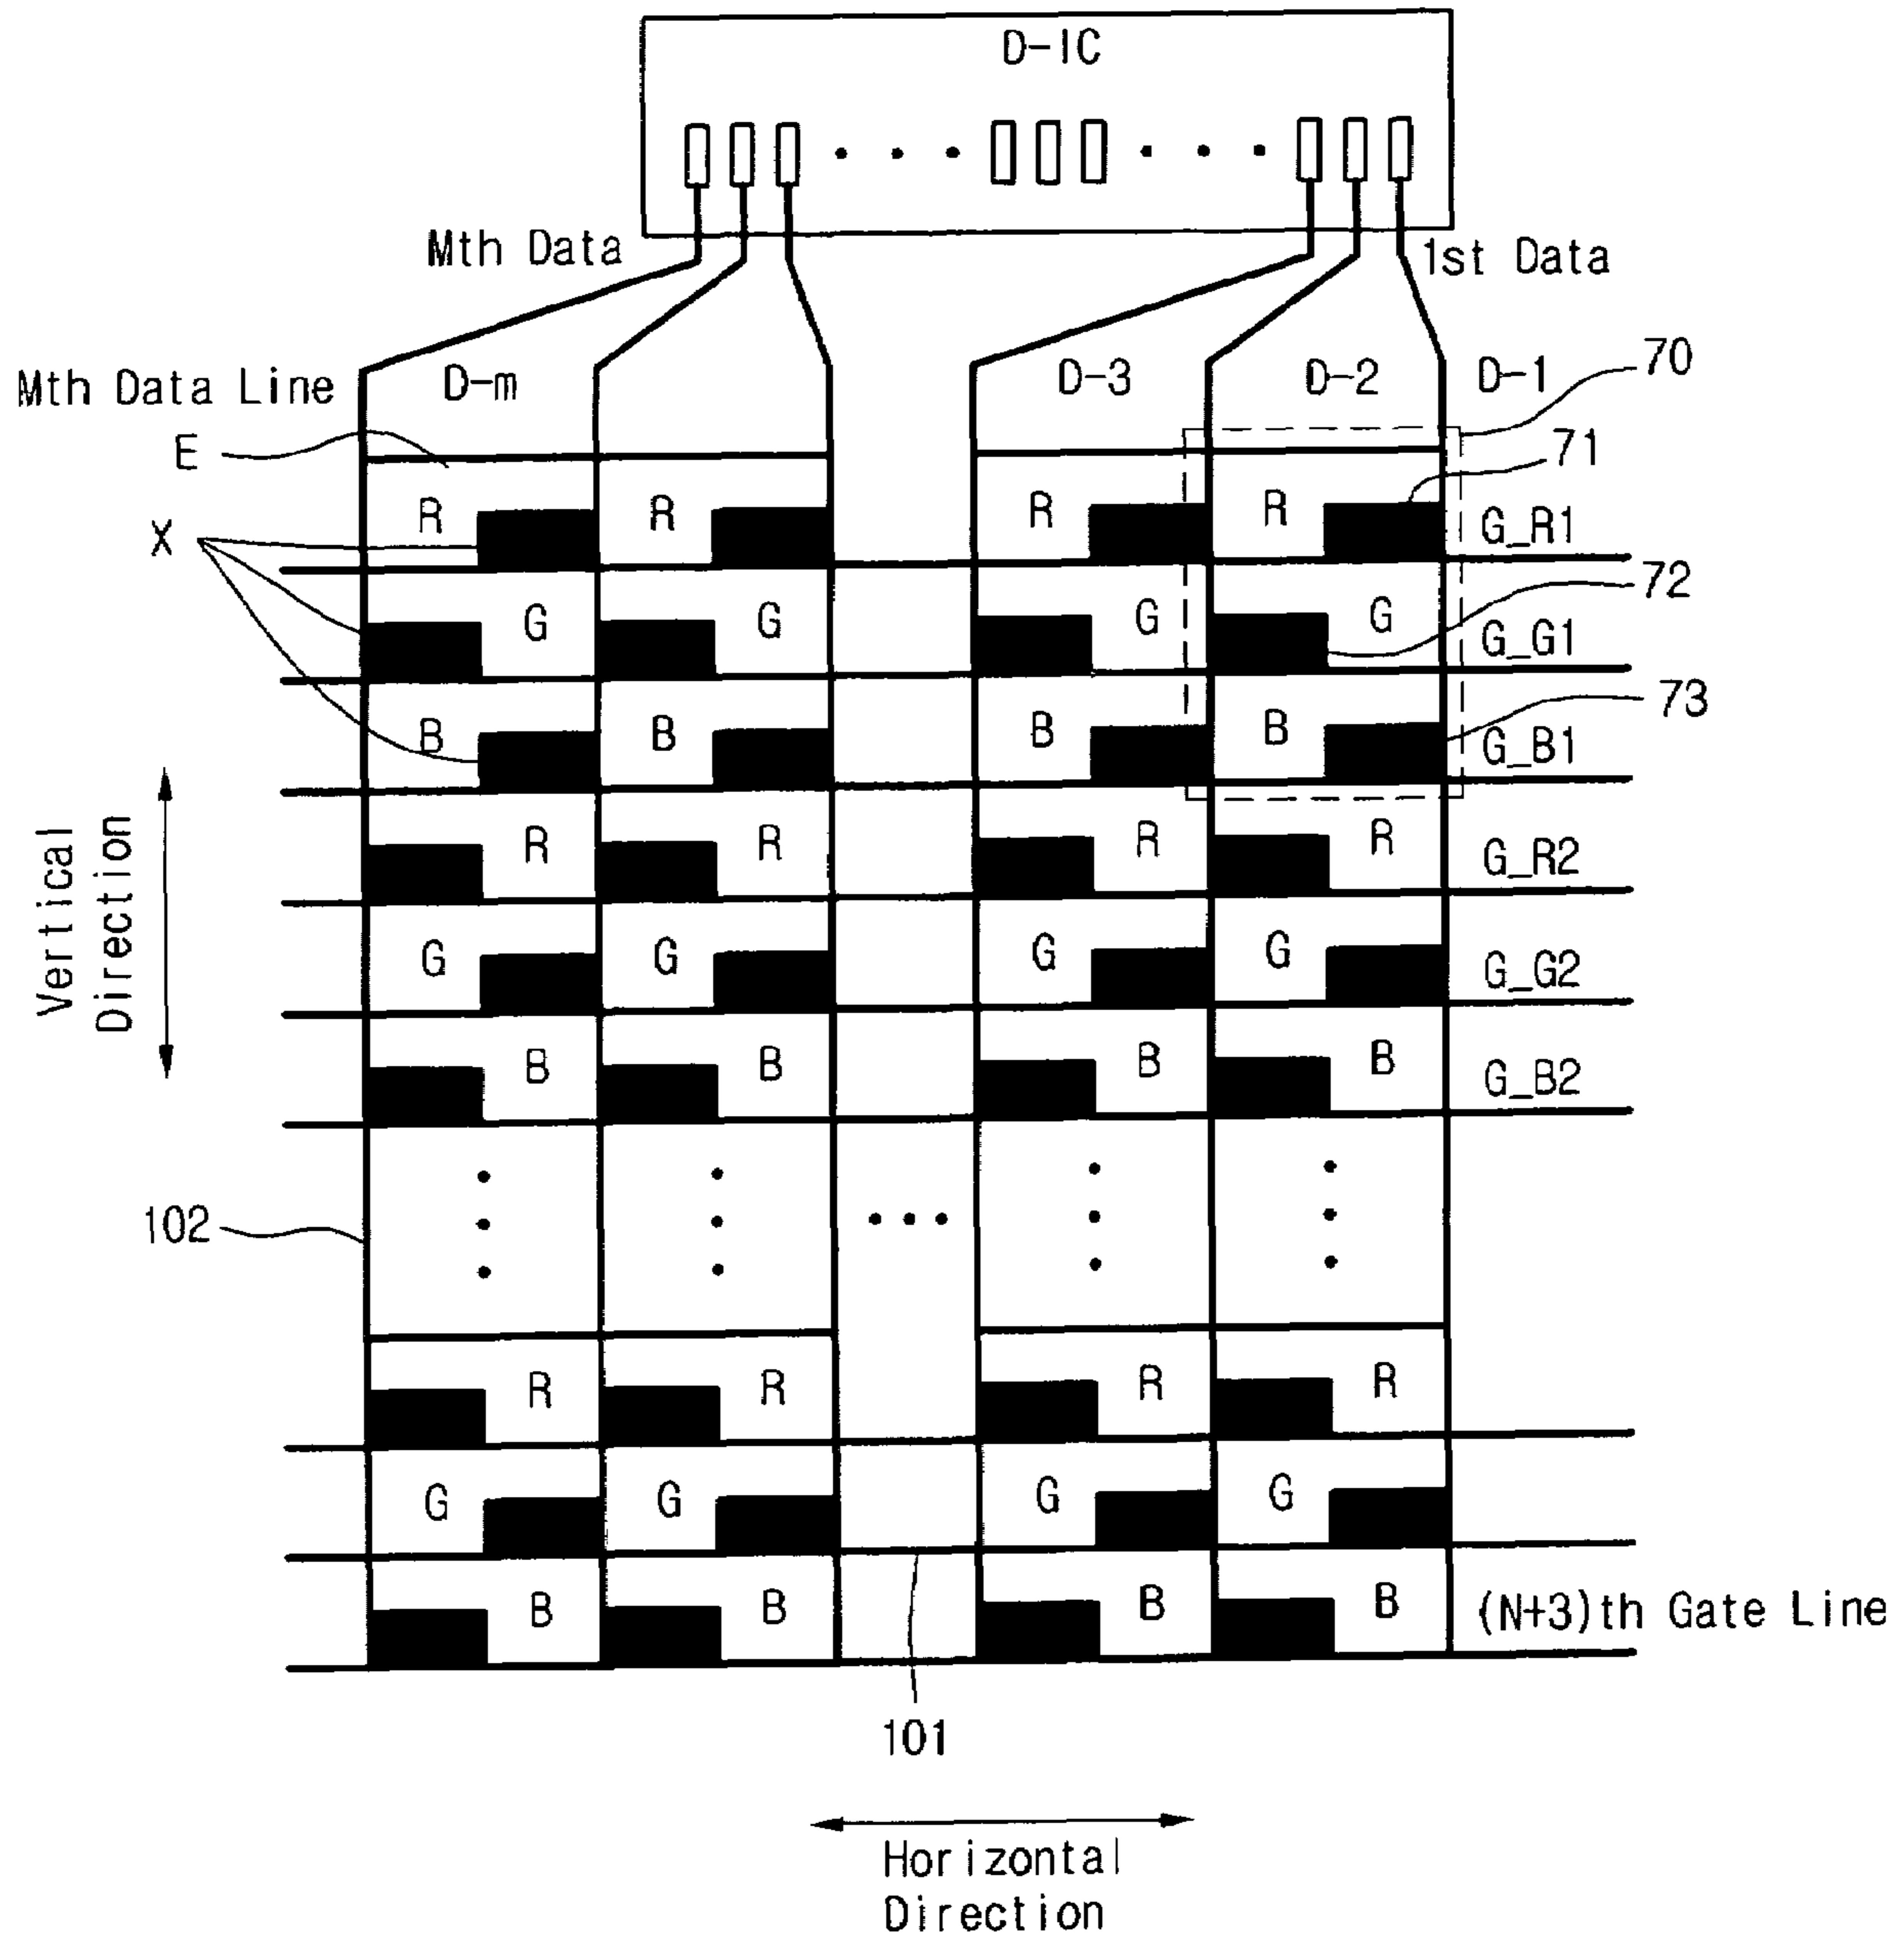 D-IC
Mth Data
1st Data
Mth Data Line
D-m
D-3
D-2
D-1
70
E
71
R R R R G_R1
X
72
G G G G G_G1
73
B B B B G_B1
R R R R G_R2
G G G G G_G2
B B B B G_B2
Vertical
Direction
102
R R R R
G G G G
B B B B (N+3)th Gate Line
101
Horizontal
Direction